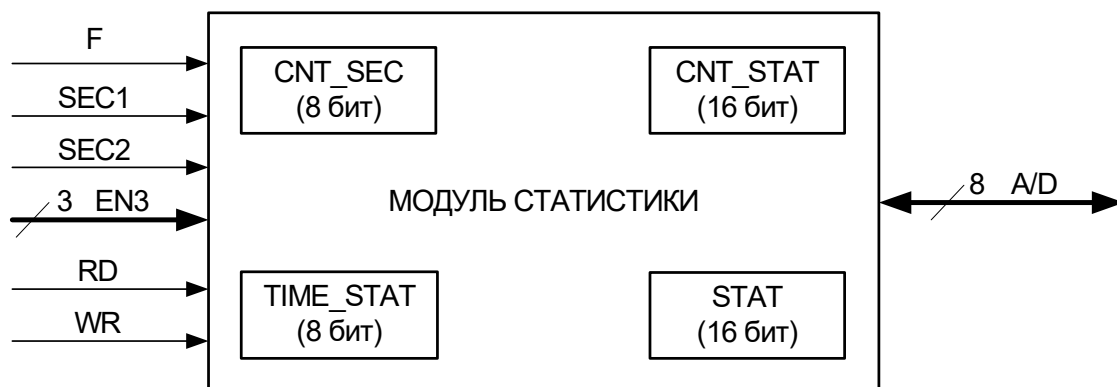 F
CNT_SEC
(8 бит)
CNT_STAT
(16 бит)
SEC1
SEC2
3 EN3
МОДУЛЬ СТАТИСТИКИ
8 A/D
RD
TIME_STAT
(8 бит)
STAT
(16 бит)
WR